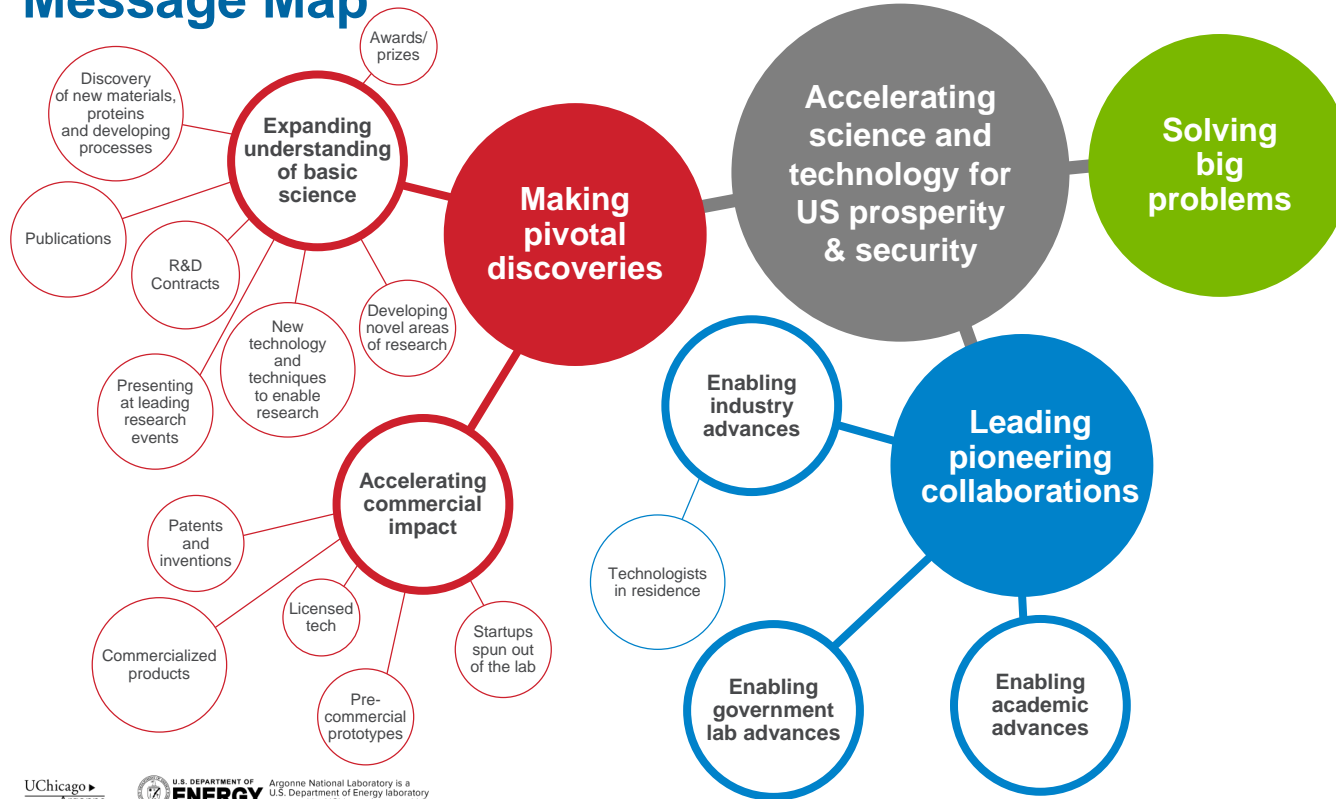 Message Map
Awards/
prizes
Discovery
of new materials,
proteins
and developing
processes
Expanding
understanding
of basic
science
Publications
R&D
Contracts
New
technology
and
techniques
to enable
research
Developing
novel areas
of research
Presenting
at leading
research
events
Making
pivotal
discoveries
Accelerating
science and
technology for
US prosperity
& security
Solving
big
problems
Accelerating
commercial
impact
Patents
and
inventions
Commercialized
products
Licensed
tech
Pre-
commercial
prototypes
Startups
spun out
of the lab
Enabling
industry
advances
Technologists
in residence
Leading
pioneering
collaborations
Enabling
government
lab advances
Enabling
academic
advances
UChicago ▸
Argonne
U.S. DEPARTMENT OF
ENERGY
Argonne National Laboratory is a
U.S. Department of Energy laboratory